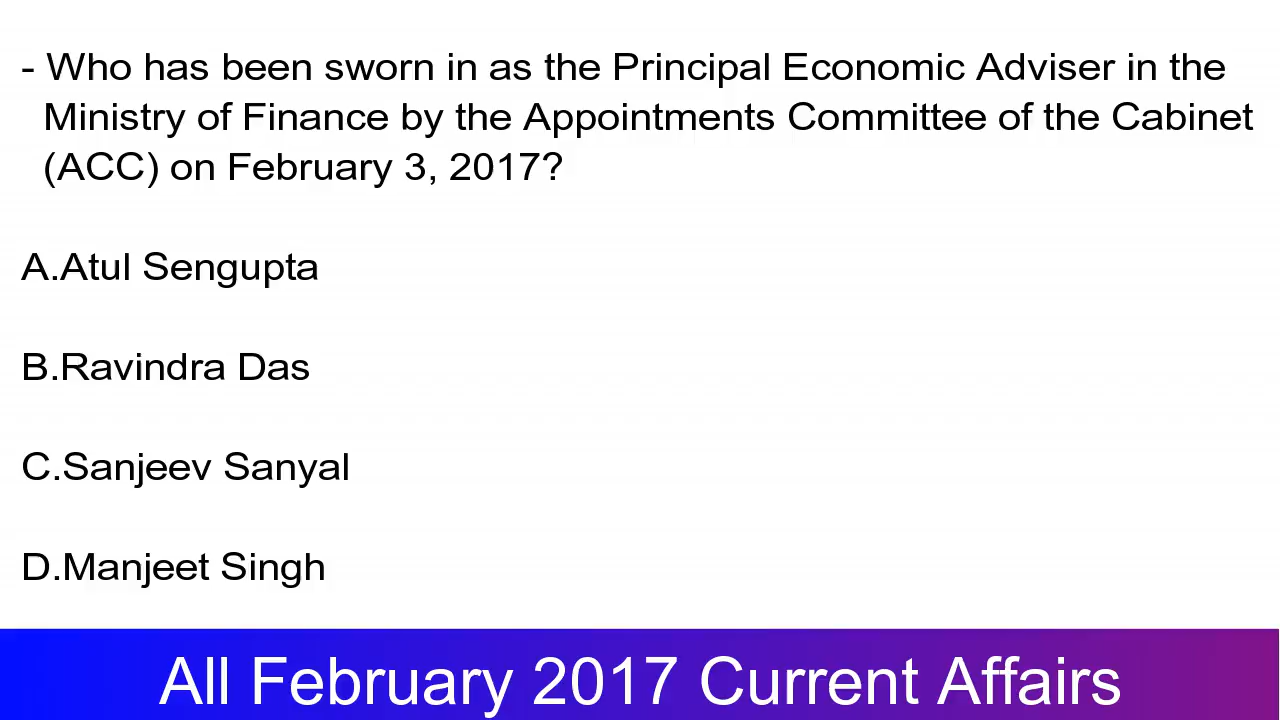 - Who has been sworn in as the Principal Economic Adviser in the
Ministry of Finance by the Appointments Committee of the Cabinet
(ACC) on February 3, 2017?
A.Atul Sengupta
B.Ravindra Das
C.Sanjeev Sanyal
D.Manjeet Singh
All February 2017 Current Affairs